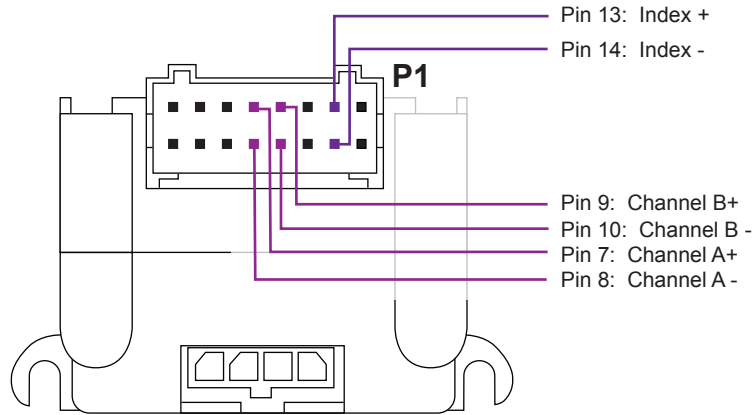 Pin 13: Index +
Pin 14: Index -
P1
Pin 9: Channel B+
Pin 10: Channel B -
Pin 7: Channel A+
Pin 8: Channel A -